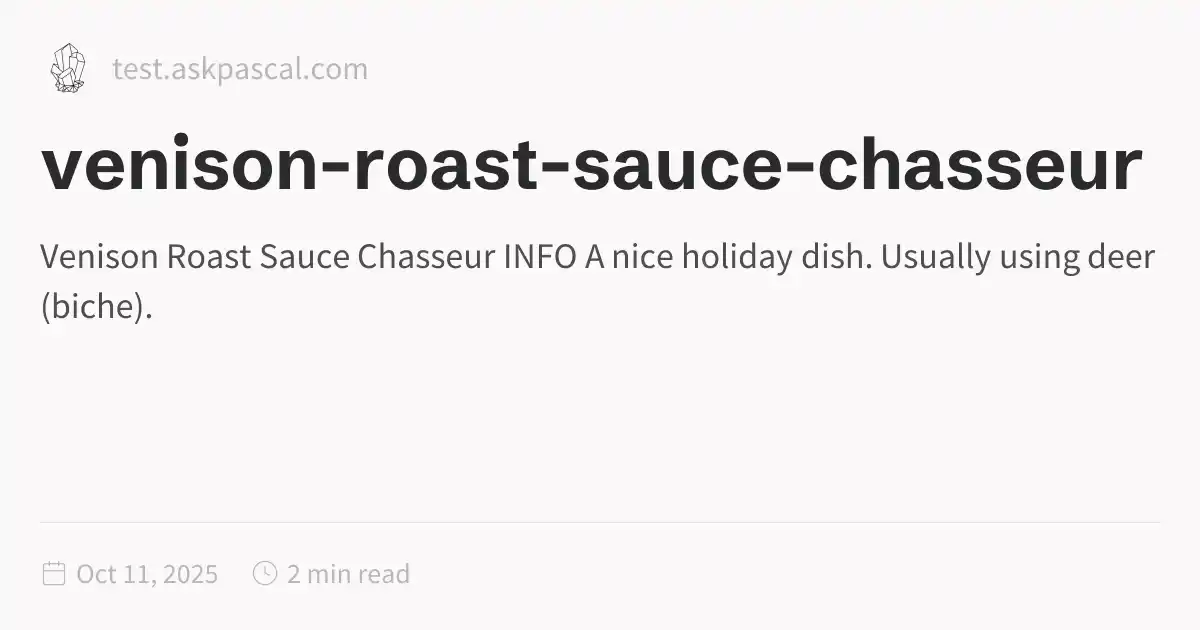 test.askpascal.com
venison-roast-sauce-chasseur
Venison Roast Sauce Chasseur INFO A nice holiday dish. Usually using deer
(biche).
Oct 11, 2025 2 min read